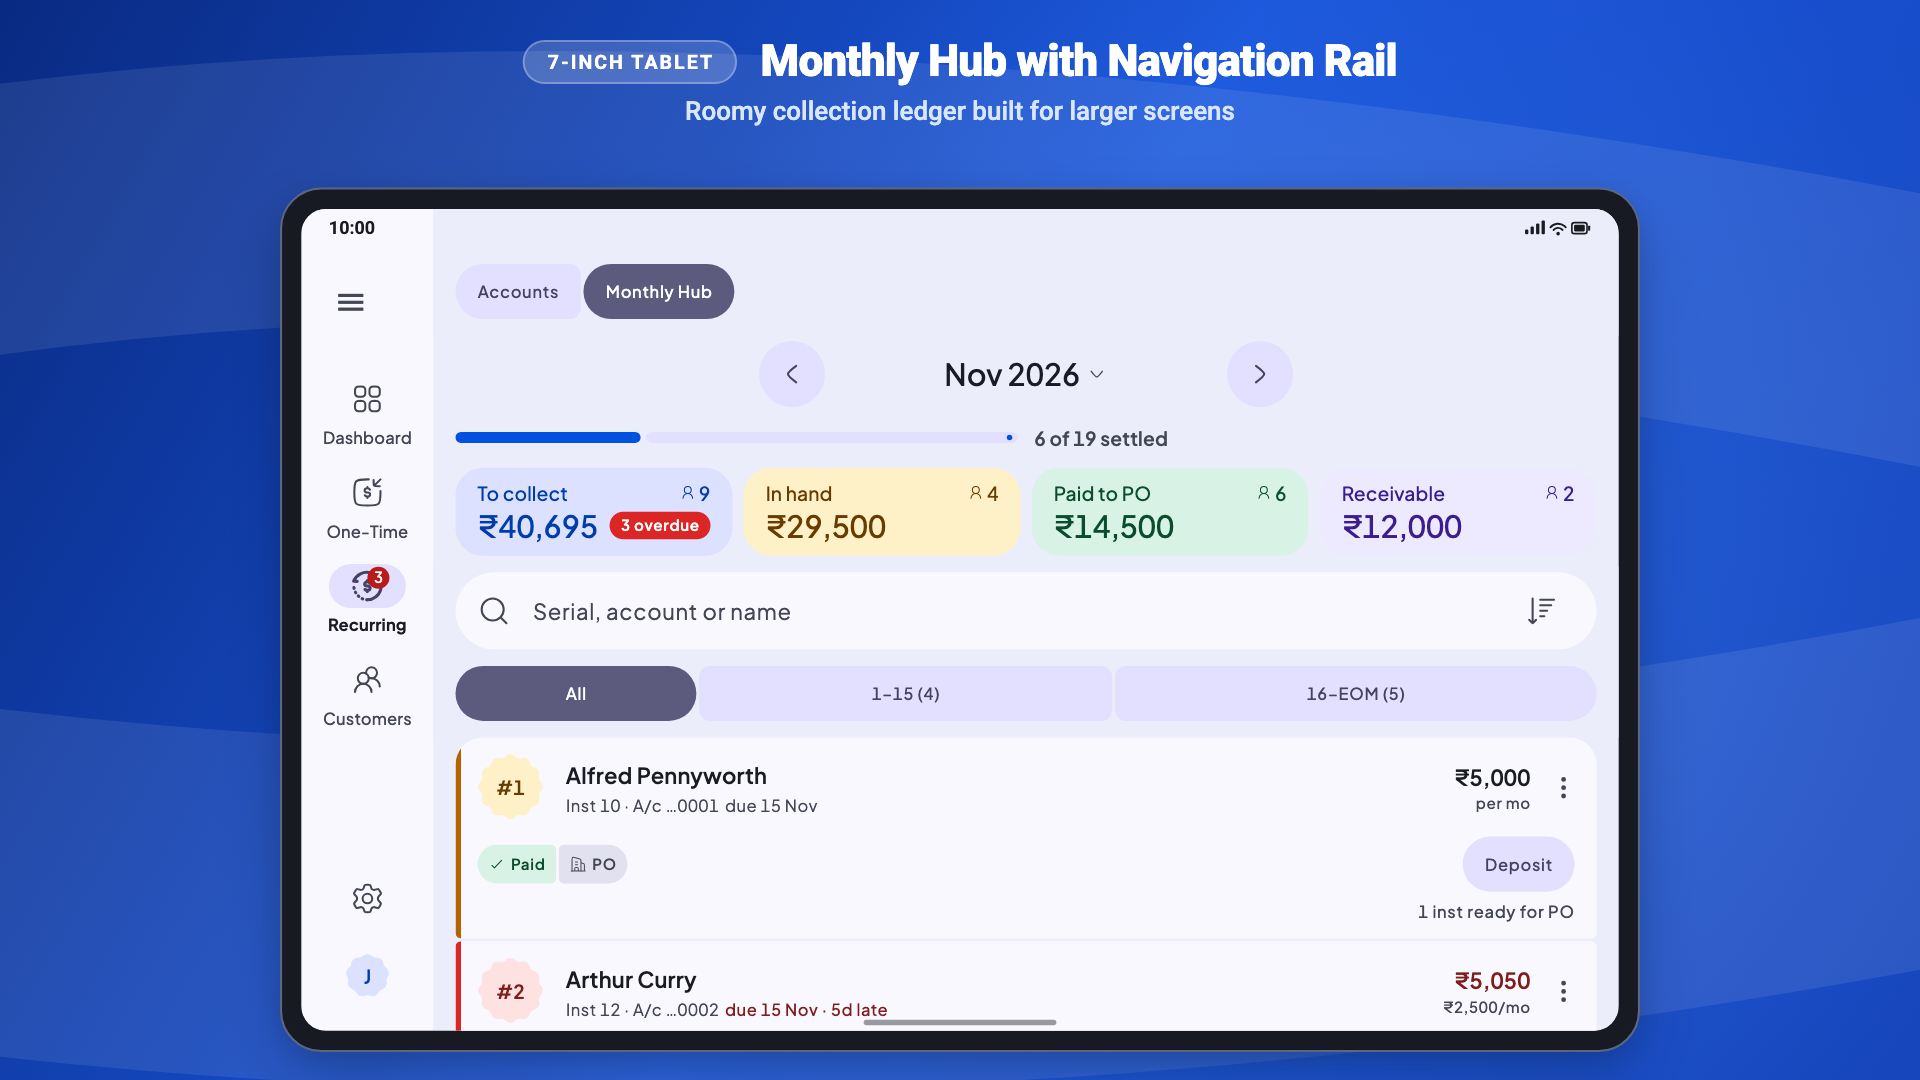 7-INCH TABLET
Monthly Hub with Navigation Rail
Roomy collection ledger built for larger screens
10:00
Accounts
Monthly Hub
Nov 2026
6 of 19 settled
Dashboard
One-Time
3
Recurring
Customers
J
To collect 9
₹40,695 3 overdue
In hand 4
₹29,500
Paid to PO 6
₹14,500
Receivable 2
₹12,000
Serial, account or name
All
1–15 (4)
16–EOM (5)
#1
Alfred Pennyworth
Inst 10 · A/c …0001 due 15 Nov
₹5,000
per mo
Paid
PO
Deposit
1 inst ready for PO
#2
Arthur Curry
Inst 12 · A/c …0002 due 15 Nov · 5d late
₹5,050
₹2,500/mo